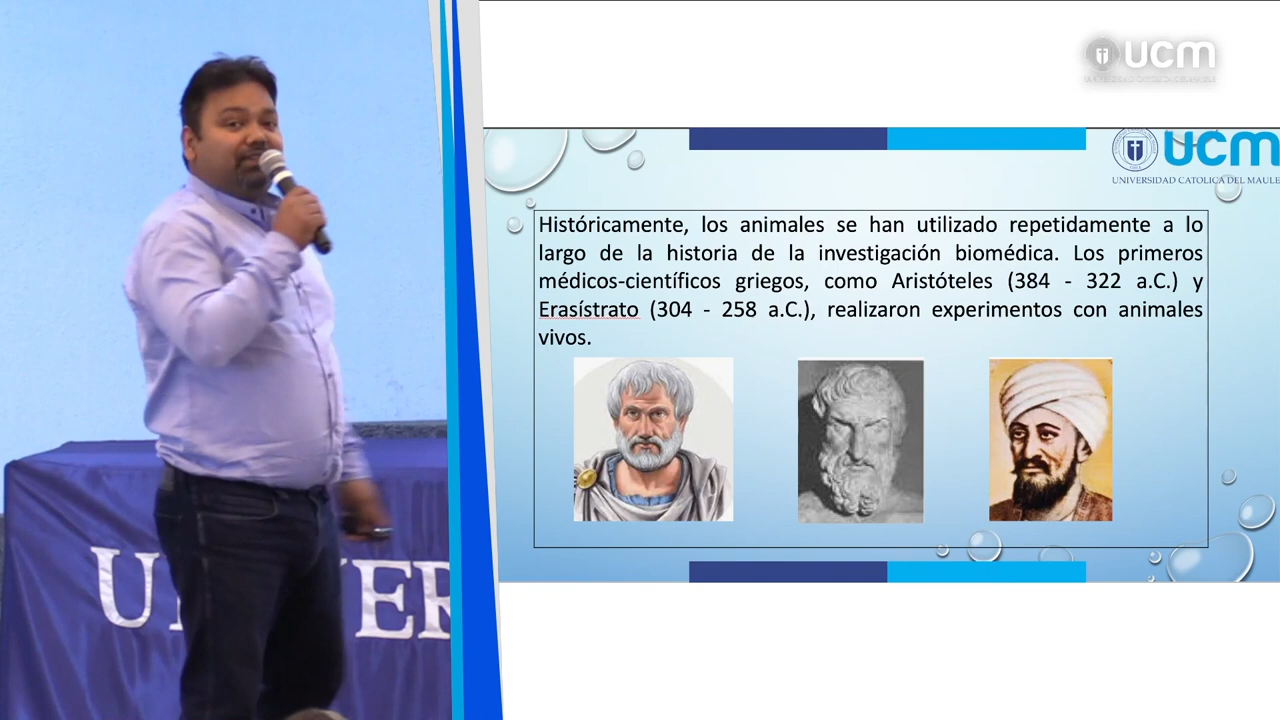 UCM
UCM
UNIVERSIDAD CATOLICA DEL MAULE
Históricamente, los animales se han utilizado repetidamente a lo
largo de la historia de la investigación biomédica. Los primeros
médicos-científicos griegos, como Aristóteles (384 - 322 a.C.) y
Erasístrato (304 - 258 a.C.), realizaron experimentos con animales
vivos.